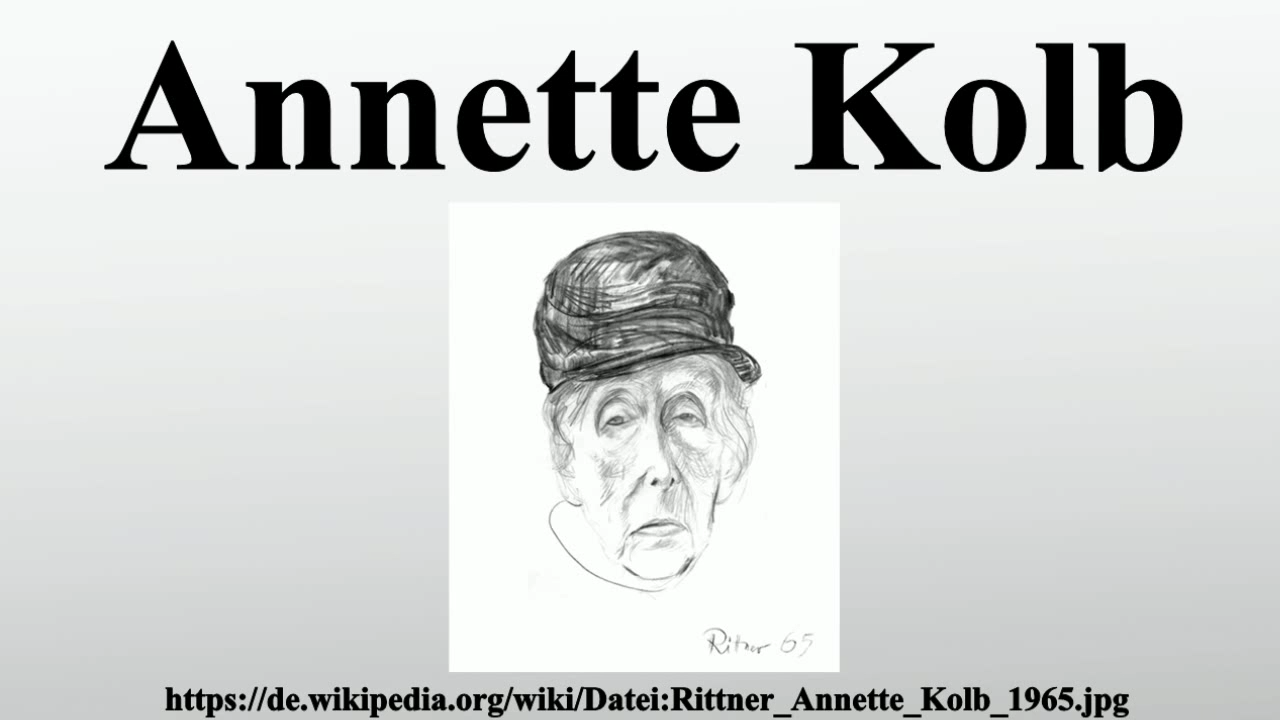 Annette Kolb
Rittner 65
https://de.wikipedia.org/wiki/Datei:Rittner_Annette_Kolb_1965.jpg